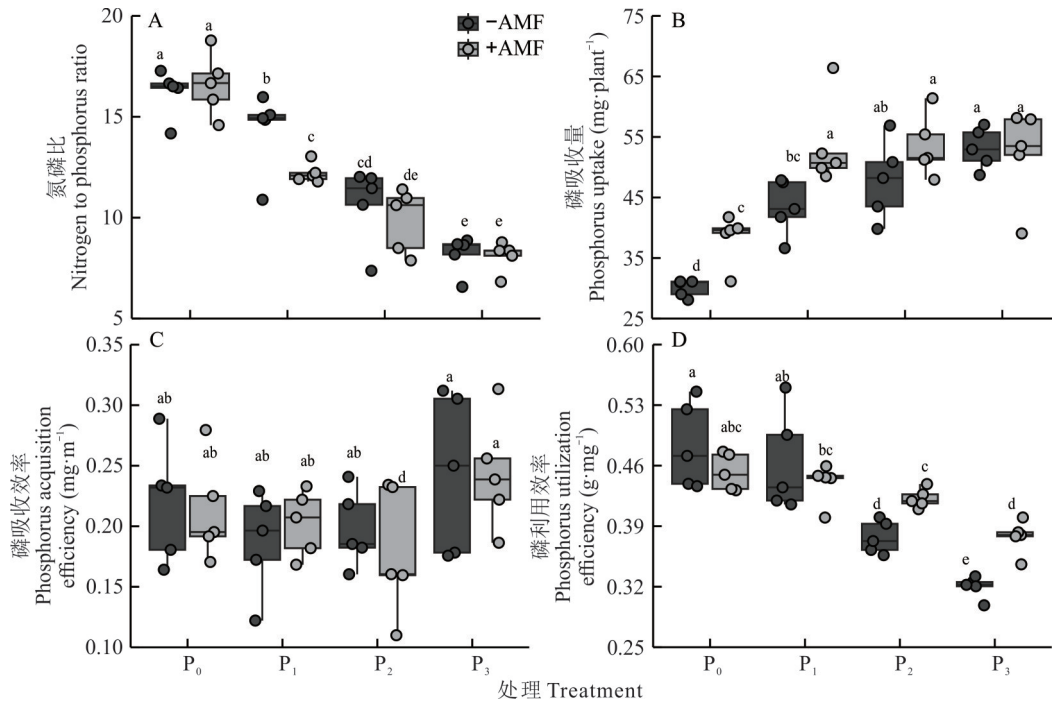 A
−AMF
+AMF
氮磷比
Nitrogen to phosphorus ratio
20
15
10
5
a
a
b
c
cd
de
e
e
B
磷吸收量
Phosphorus uptake (mg·plant⁻¹)
75
65
55
45
35
25
d
c
bc
a
ab
a
a
a
C
磷吸收效率
Phosphorus acquisition
efficiency (mg·m⁻¹)
0.35
0.30
0.25
0.20
0.15
0.10
ab
ab
ab
ab
ab
d
a
a
P₀
P₁
P₂
P₃
D
磷利用效率
Phosphorus utilization
efficiency (g·mg⁻¹)
0.60
0.53
0.46
0.39
0.32
0.25
a
abc
ab
bc
d
c
e
d
P₀
P₁
P₂
P₃
处理 Treatment